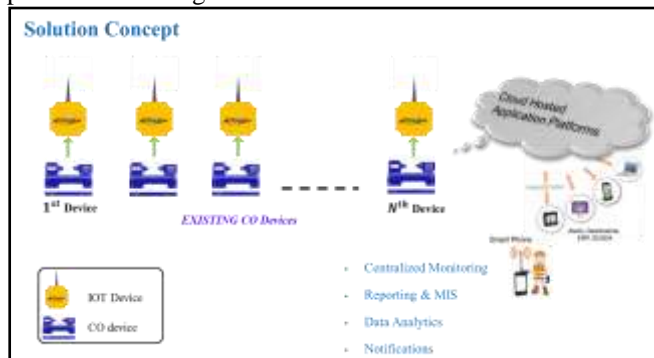 Solution Concept
Cloud Hosted
Application Platforms
1st Device
Nth Device
EXISTING CO Devices
Smart Phone
IOT Device
CO device
Centralized Monitoring
Reporting & MIS
Data Analytics
Notifications